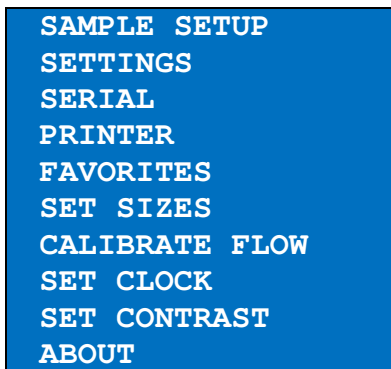 SAMPLE SETUP
SETTINGS
SERIAL
PRINTER
FAVORITES
SET SIZES
CALIBRATE FLOW
SET CLOCK
SET CONTRAST
ABOUT